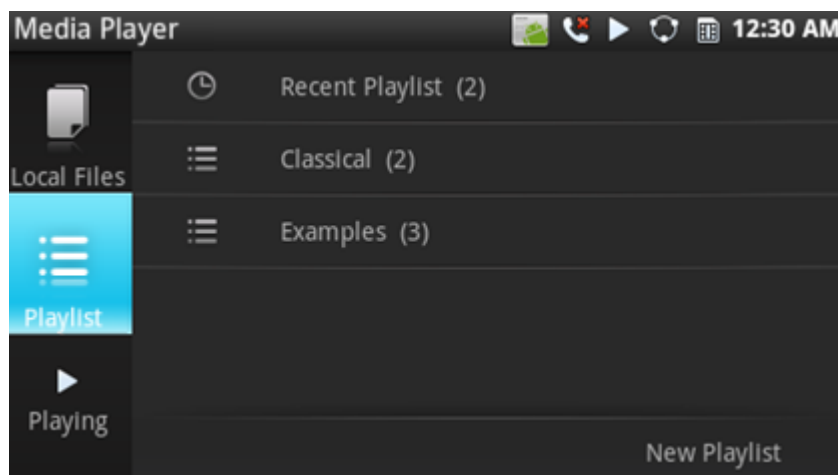 Media Player 12:30 AM
Local Files
Playlist
Playing
Recent Playlist (2)
Classical (2)
Examples (3)
New Playlist